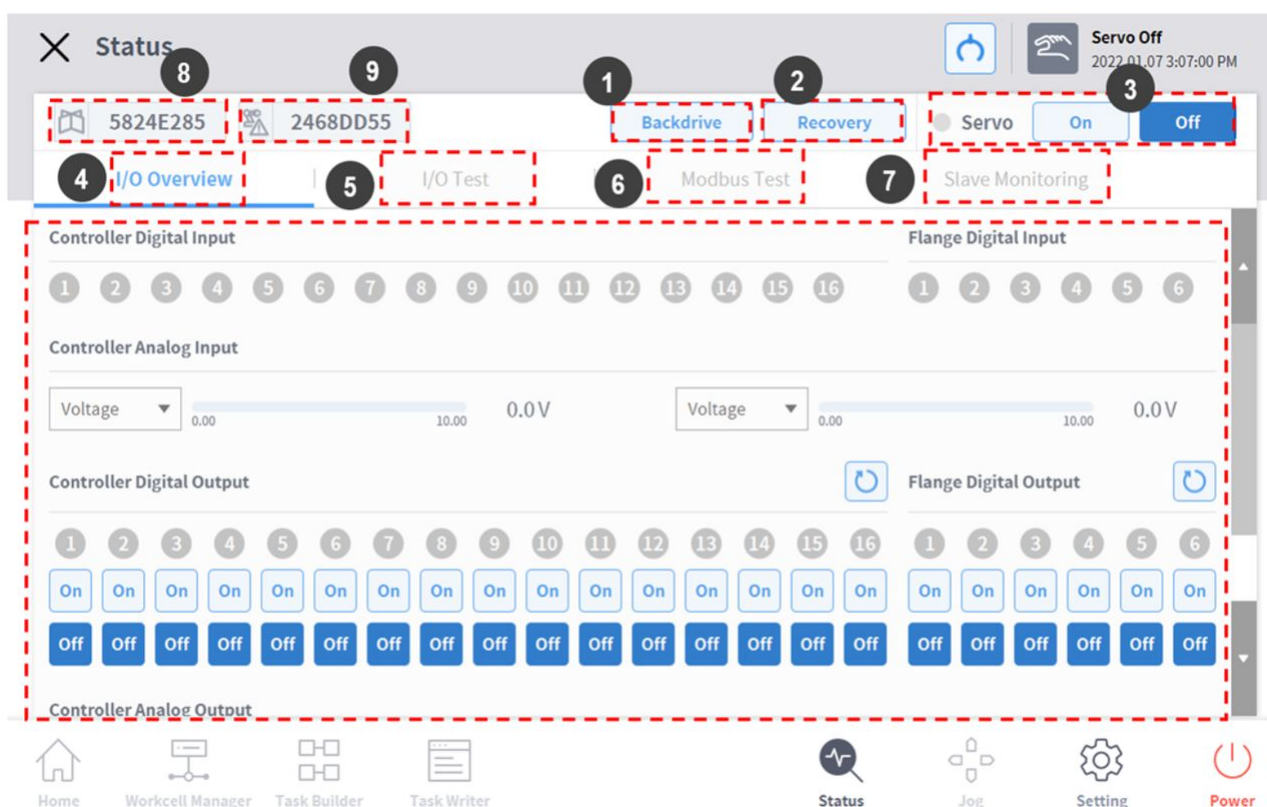 Status
Servo Off
2022.01.07 3:07:00 PM
8
9
1
2
3
5824E285
2468DD55
Backdrive
Recovery
Servo
On
Off
4
I/O Overview
5
I/O Test
6
Modbus Test
7
Slave Monitoring
Controller Digital Input
Flange Digital Input
1 2 3 4 5 6 7 8 9 10 11 12 13 14 15 16
1 2 3 4 5 6
Controller Analog Input
Voltage
0.00
10.00
0.0 V
Voltage
0.00
10.00
0.0 V
Controller Digital Output
Flange Digital Output
1 2 3 4 5 6 7 8 9 10 11 12 13 14 15 16
1 2 3 4 5 6
On On On On On On On On On On On On On On On On
On On On On On On
Off Off Off Off Off Off Off Off Off Off Off Off Off Off Off Off
Off Off Off Off Off Off
Controller Analog Output
Home
Workcell Manager
Task Builder
Task Writer
Status
Jog
Setting
Power